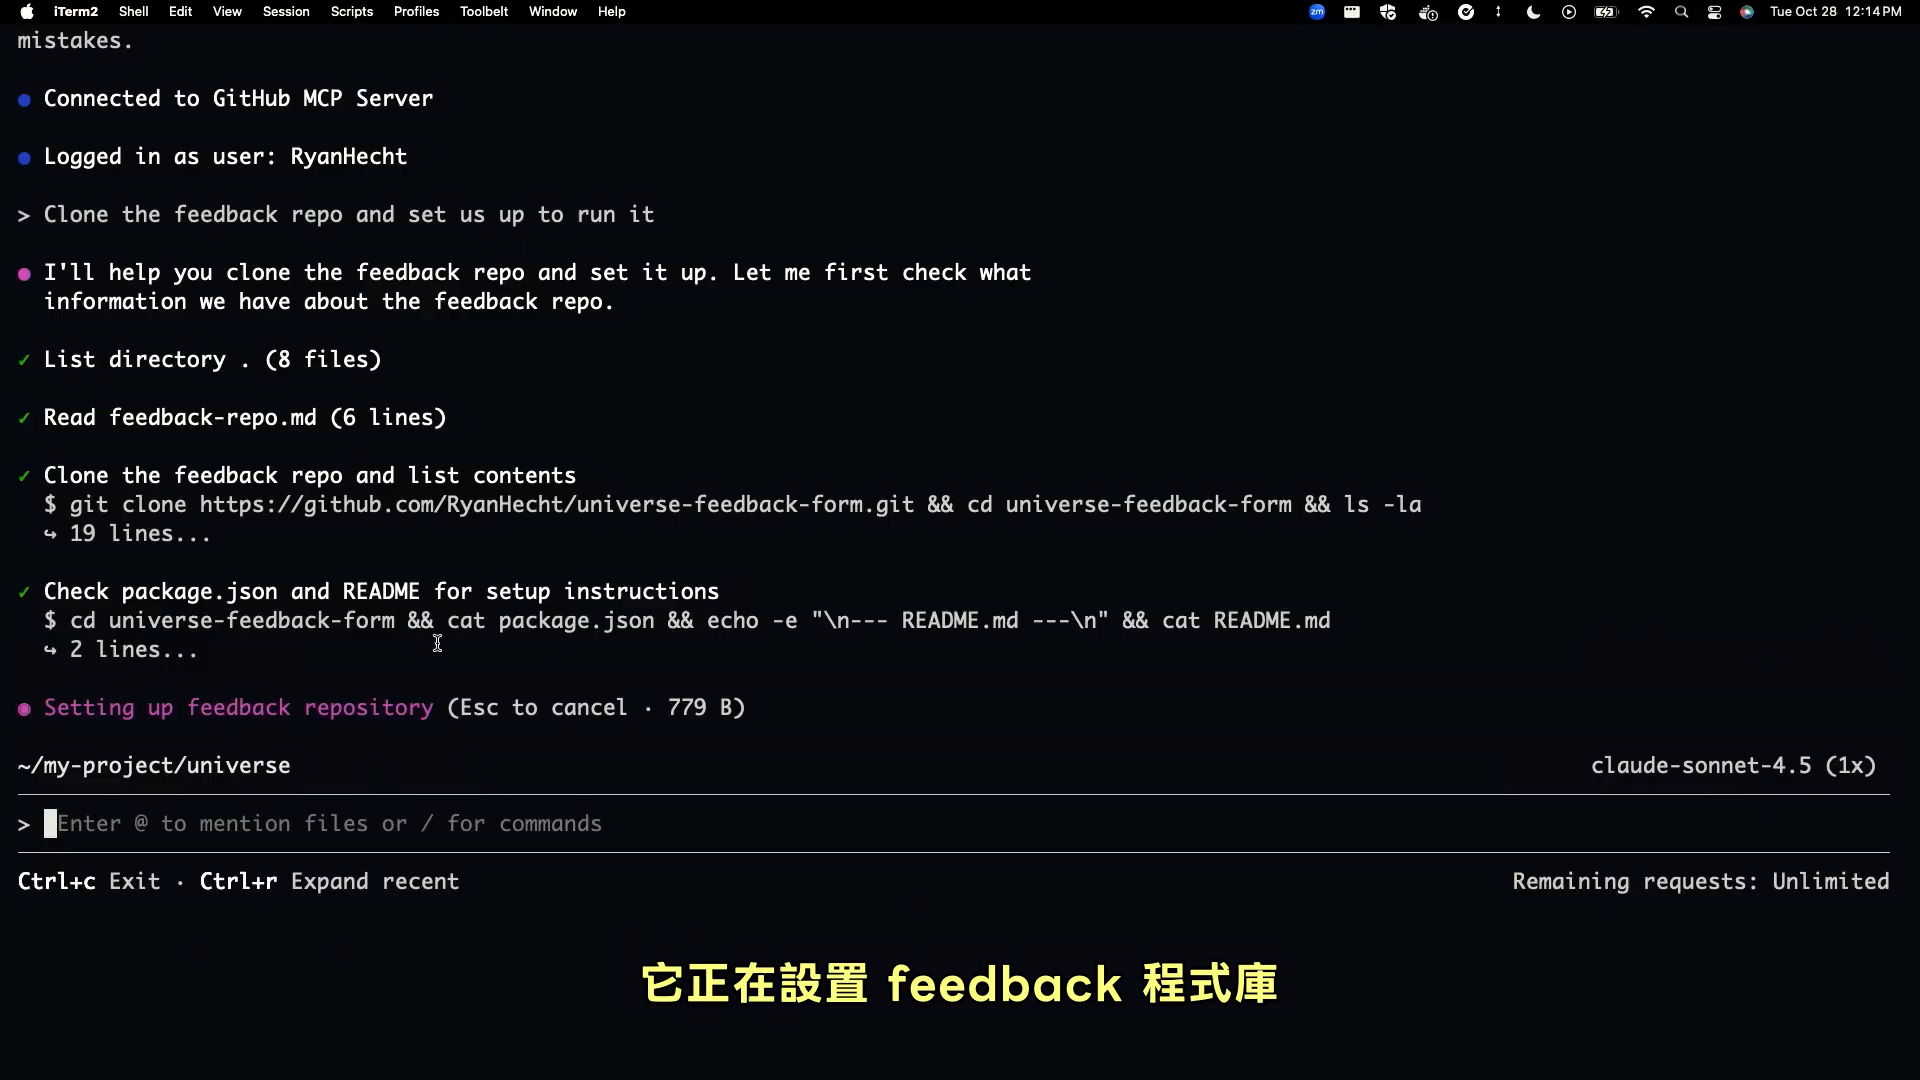 iTerm2 Shell Edit View Session Scripts Profiles Toolbelt Window Help zm Tue Oct 28 12:14 PM
mistakes.
● Connected to GitHub MCP Server
● Logged in as user: RyanHecht
> Clone the feedback repo and set us up to run it
● I'll help you clone the feedback repo and set it up. Let me first check what
information we have about the feedback repo.
✓ List directory . (8 files)
✓ Read feedback-repo.md (6 lines)
✓ Clone the feedback repo and list contents
$ git clone https://github.com/RyanHecht/universe-feedback-form.git && cd universe-feedback-form && ls -la
↪ 19 lines...
✓ Check package.json and README for setup instructions
$ cd universe-feedback-form && cat package.json && echo -e "\n--- README.md ---\n" && cat README.md
↪ 2 lines...
◉ Setting up feedback repository (Esc to cancel · 779 B)
~/my-project/universe claude-sonnet-4.5 (1x)
> Enter @ to mention files or / for commands
Ctrl+c Exit · Ctrl+r Expand recent Remaining requests: Unlimited
它正在設置 feedback 程式庫